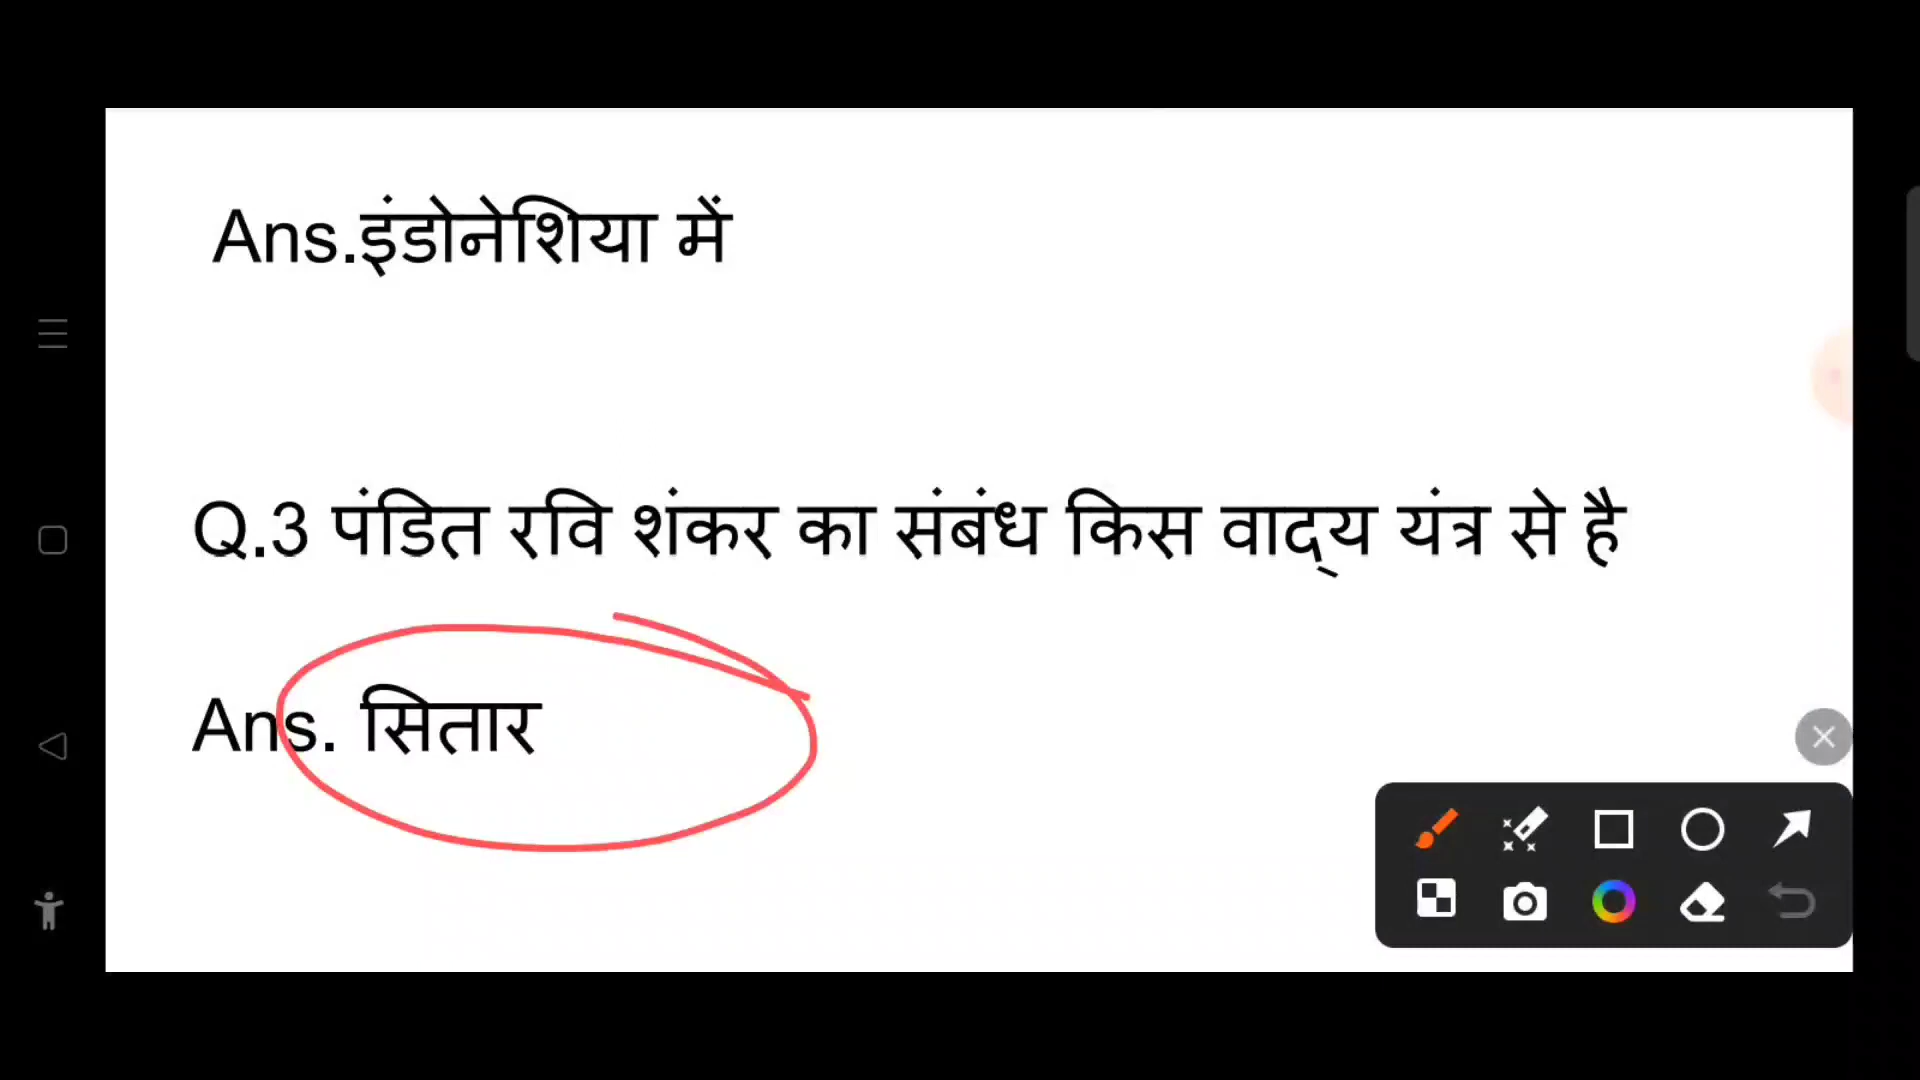 Ans.इंडोनेशिया में
Q.3 पंडित रवि शंकर का संबंध किस वाद्य यंत्र से है
Ans. सितार